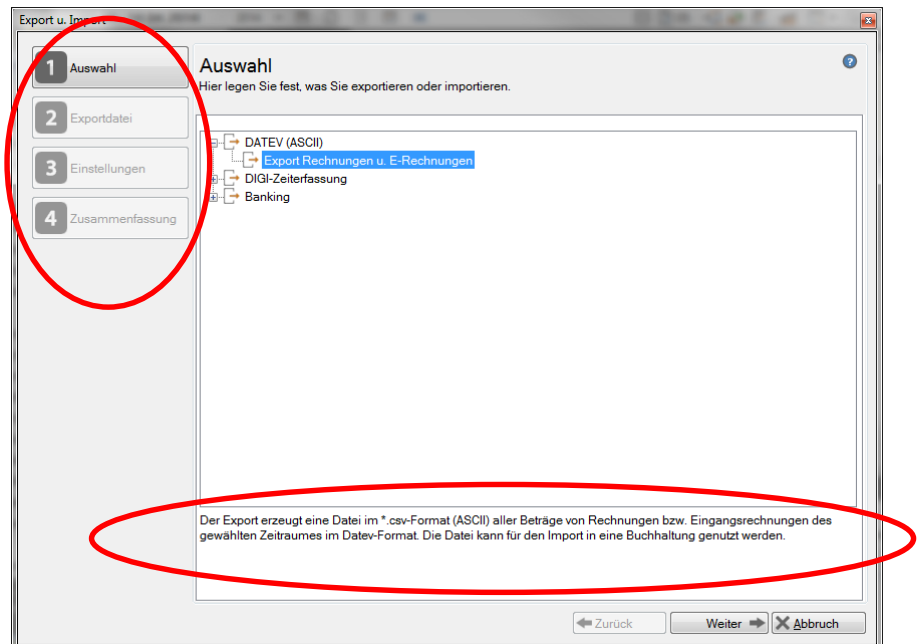 Export u. Import
1 Auswahl
2 Exportdatei
3 Einstellungen
4 Zusammenfassung
Auswahl
Hier legen Sie fest, was Sie exportieren oder importieren.
DATEV (ASCII)
Export Rechnungen u. E-Rechnungen
DIGI-Zeiterfassung
Banking
Der Export erzeugt eine Datei im *.csv-Format (ASCII) aller Beträge von Rechnungen bzw. Eingangsrechnungen des
gewählten Zeitraumes im Datev-Format. Die Datei kann für den Import in eine Buchhaltung genutzt werden.
Zurück
Weiter
Abbruch